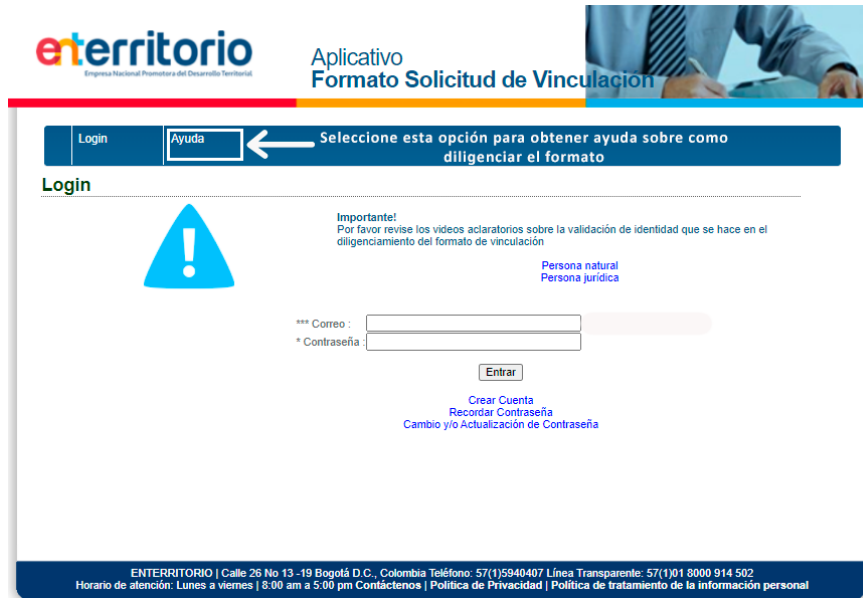 enterritorio
Empresa Nacional Promotora del Desarrollo Territorial
Aplicativo
Formato Solicitud de Vinculación
Login
Ayuda
Seleccione esta opción para obtener ayuda sobre como
diligenciar el formato
Login
Importante!
Por favor revise los videos aclaratorios sobre la validación de identidad que se hace en el
diligenciamiento del formato de vinculación
Persona natural
Persona jurídica
*** Correo :
* Contraseña :
Entrar
Crear Cuenta
Recordar Contraseña
Cambio y/o Actualización de Contraseña
ENTERRITORIO | Calle 26 No 13 -19 Bogotá D.C., Colombia Teléfono: 57(1)5940407 Línea Transparente: 57(1)01 8000 914 502
Horario de atención: Lunes a viernes | 8:00 am a 5:00 pm Contáctenos | Politica de Privacidad | Política de tratamiento de la información personal